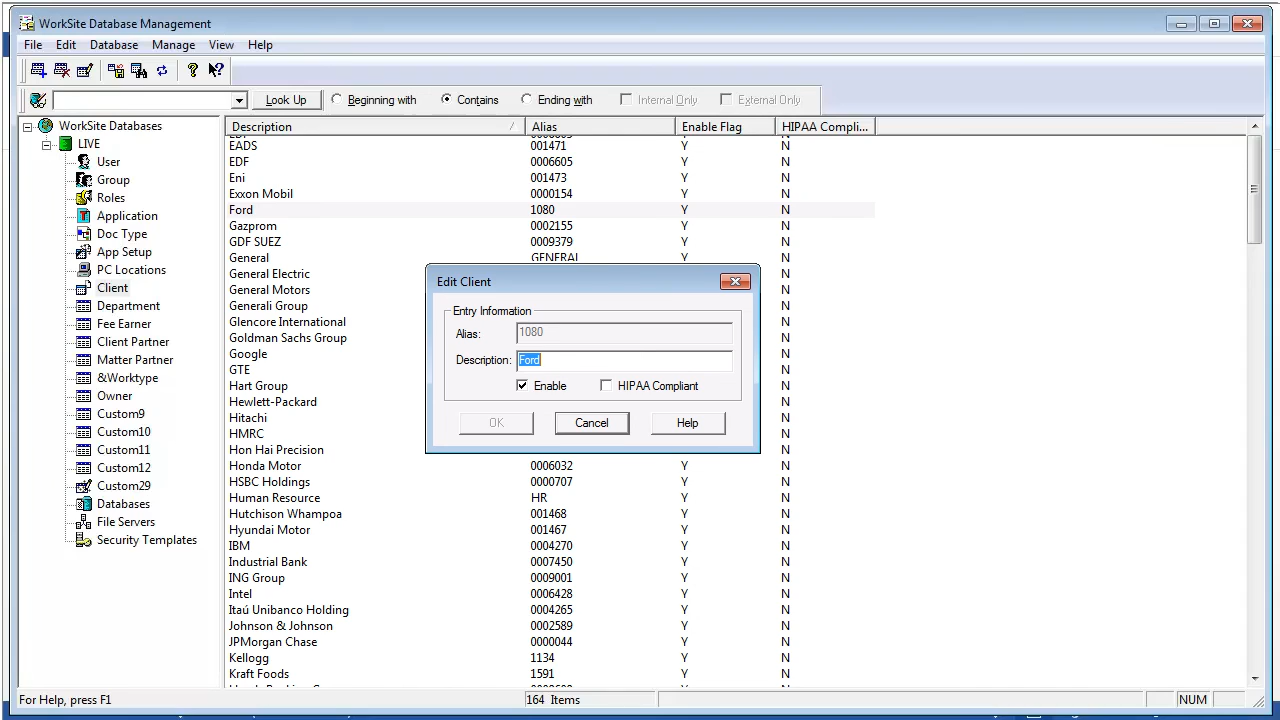 WorkSite Database Management
File Edit Database Manage View Help
Look Up Beginning with Contains Ending with Internal Only External Only
WorkSite Databases
LIVE
User
Group
Roles
Application
Doc Type
App Setup
PC Locations
Client
Department
Fee Earner
Client Partner
Matter Partner
&Worktype
Owner
Custom9
Custom10
Custom11
Custom12
Custom29
Databases
File Servers
Security Templates
Description Alias Enable Flag HIPAA Compli...
EADS 001471 Y N
EDF 0006605 Y N
Eni 001473 Y N
Exxon Mobil 0000154 Y N
Ford 1080 Y N
Gazprom 0002155 Y N
GDF SUEZ 0009379 Y N
General GENERAL Y N
General Electric N
General Motors N
Generali Group N
Glencore International N
Goldman Sachs Group N
Google N
GTE N
Hart Group N
Hewlett-Packard N
Hitachi N
HMRC N
Hon Hai Precision N
Honda Motor 0006032 Y N
HSBC Holdings 0000707 Y N
Human Resource HR Y N
Hutchison Whampoa 001468 Y N
Hyundai Motor 001467 Y N
IBM 0004270 Y N
Industrial Bank 0007450 Y N
ING Group 0009001 Y N
Intel 0006428 Y N
Itaú Unibanco Holding 0004265 Y N
Johnson & Johnson 0002589 Y N
JPMorgan Chase 0000044 Y N
Kellogg 1134 Y N
Kraft Foods 1591 Y N
Edit Client
Entry Information
Alias: 1080
Description: Ford
Enable HIPAA Compliant
OK Cancel Help
For Help, press F1 164 Items NUM